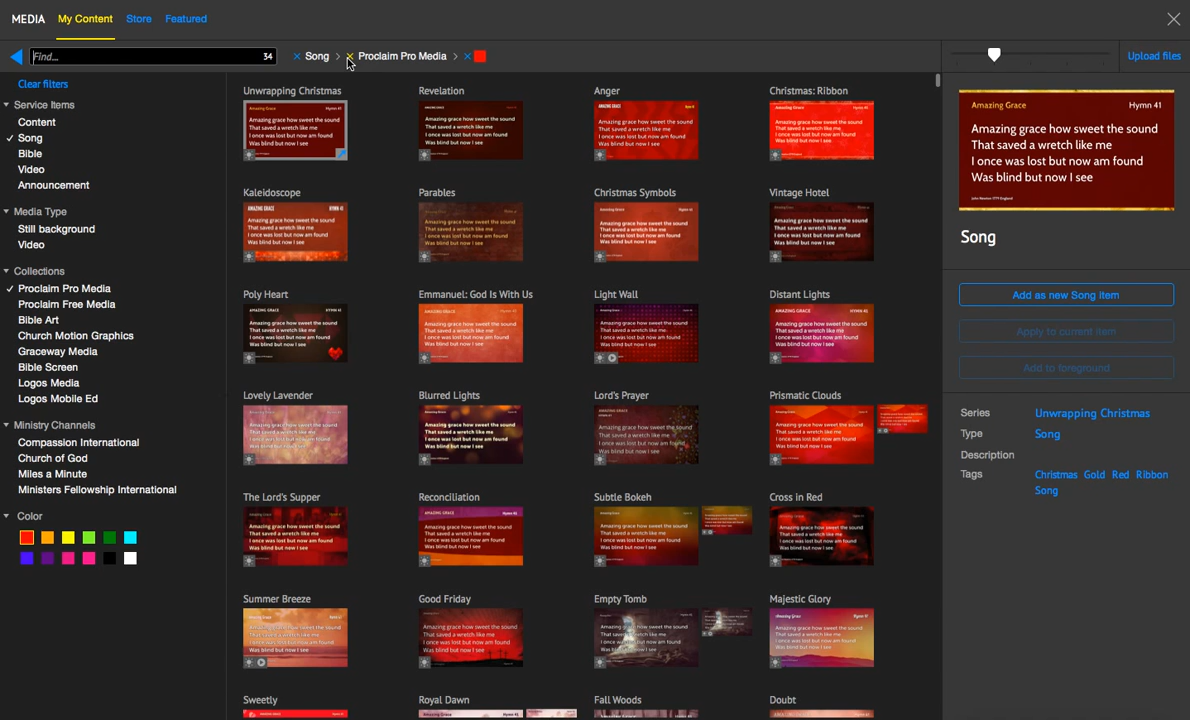 MEDIA My Content Store Featured
Find... 34 Song Proclaim Pro Media Upload files
Clear filters
Service Items
Content
Song
Bible
Video
Announcement
Media Type
Still background
Video
Collections
Proclaim Pro Media
Proclaim Free Media
Bible Art
Church Motion Graphics
Graceway Media
Bible Screen
Logos Media
Logos Mobile Ed
Ministry Channels
Compassion International
Church of God
Miles a Minute
Ministers Fellowship International
Color
Unwrapping Christmas Revelation Anger Christmas: Ribbon
Kaleidoscope Parables Christmas Symbols Vintage Hotel
Poly Heart Emmanuel: God Is With Us Light Wall Distant Lights
Lovely Lavender Blurred Lights Lord's Prayer Prismatic Clouds
The Lord's Supper Reconciliation Subtle Bokeh Cross in Red
Summer Breeze Good Friday Empty Tomb Majestic Glory
Sweetly Royal Dawn Fall Woods Doubt
Amazing Grace Hymn 41
Amazing grace how sweet the sound
That saved a wretch like me
I once was lost but now am found
Was blind but now I see
John Newton 1779 England
Song
Add as new Song item
Apply to current item
Add to foreground
Series Unwrapping Christmas
Type Song
Description
Tags Christmas Gold Red Ribbon
Song